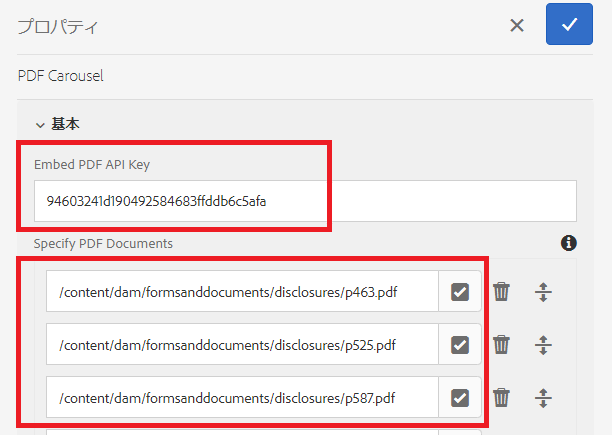 プロパティ
PDF Carousel
基本
Embed PDF API Key
94603241d190492584683ffddb6c5afa
Specify PDF Documents
/content/dam/formsanddocuments/disclosures/p463.pdf
/content/dam/formsanddocuments/disclosures/p525.pdf
/content/dam/formsanddocuments/disclosures/p587.pdf